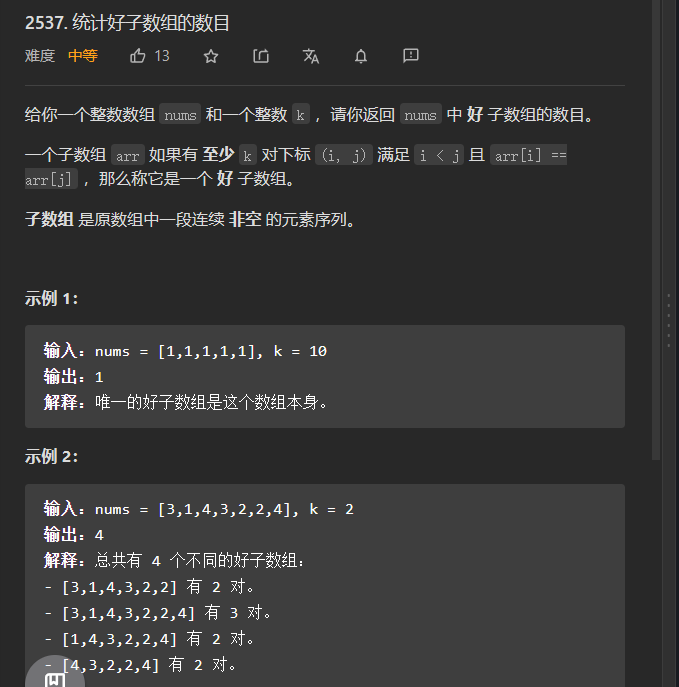 2537. 统计好子数组的数目
难度 中等 13
给你一个整数数组 nums 和一个整数 k ，请你返回 nums 中 好 子数组的数目。
一个子数组 arr 如果有 至少 k 对下标 (i, j) 满足 i < j 且 arr[i] ==
arr[j] ，那么称它是一个 好 子数组。
子数组 是原数组中一段连续 非空 的元素序列。
示例 1：
输入：nums = [1,1,1,1,1], k = 10
输出：1
解释：唯一的好子数组是这个数组本身。
示例 2：
输入：nums = [3,1,4,3,2,2,4], k = 2
输出：4
解释：总共有 4 个不同的好子数组：
- [3,1,4,3,2,2] 有 2 对。
- [3,1,4,3,2,2,4] 有 3 对。
- [1,4,3,2,2,4] 有 2 对。
- [4,3,2,2,4] 有 2 对。